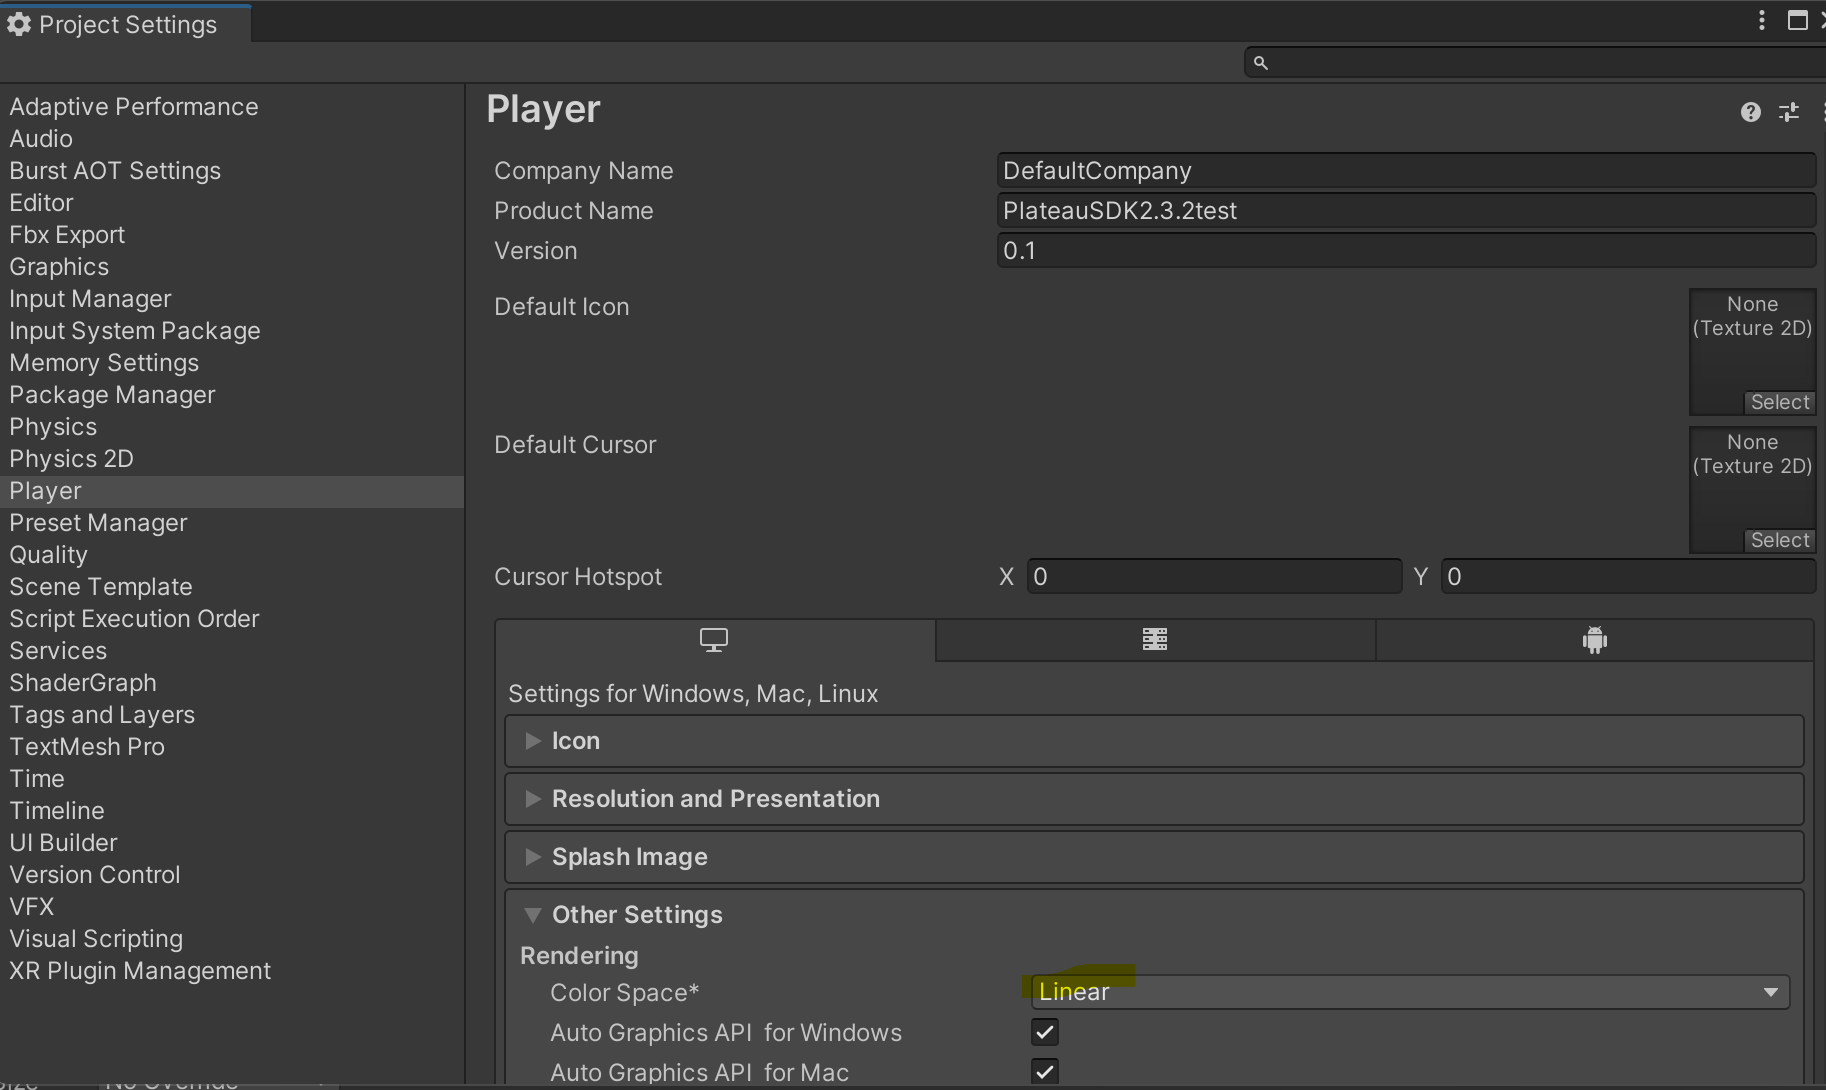 Project Settings
Adaptive Performance
Audio
Burst AOT Settings
Editor
Fbx Export
Graphics
Input Manager
Input System Package
Memory Settings
Package Manager
Physics
Physics 2D
Player
Preset Manager
Quality
Scene Template
Script Execution Order
Services
ShaderGraph
Tags and Layers
TextMesh Pro
Time
Timeline
UI Builder
Version Control
VFX
Visual Scripting
XR Plugin Management
Player
Company Name DefaultCompany
Product Name PlateauSDK2.3.2test
Version 0.1
Default Icon
None
(Texture 2D)
Select
Default Cursor
None
(Texture 2D)
Select
Cursor Hotspot X 0 Y 0
Settings for Windows, Mac, Linux
Icon
Resolution and Presentation
Splash Image
Other Settings
Rendering
Color Space* Linear
Auto Graphics API for Windows
Auto Graphics API for Mac